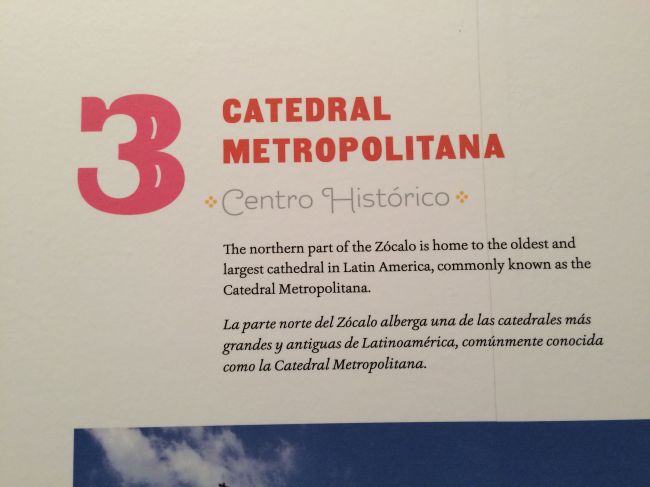 3
CATEDRAL
METROPOLITANA
Centro Histórico
The northern part of the Zócalo is home to the oldest and
largest cathedral in Latin America, commonly known as the
Catedral Metropolitana.
La parte norte del Zócalo alberga una de las catedrales más
grandes y antiguas de Latinoamérica, comúnmente conocida
como la Catedral Metropolitana.